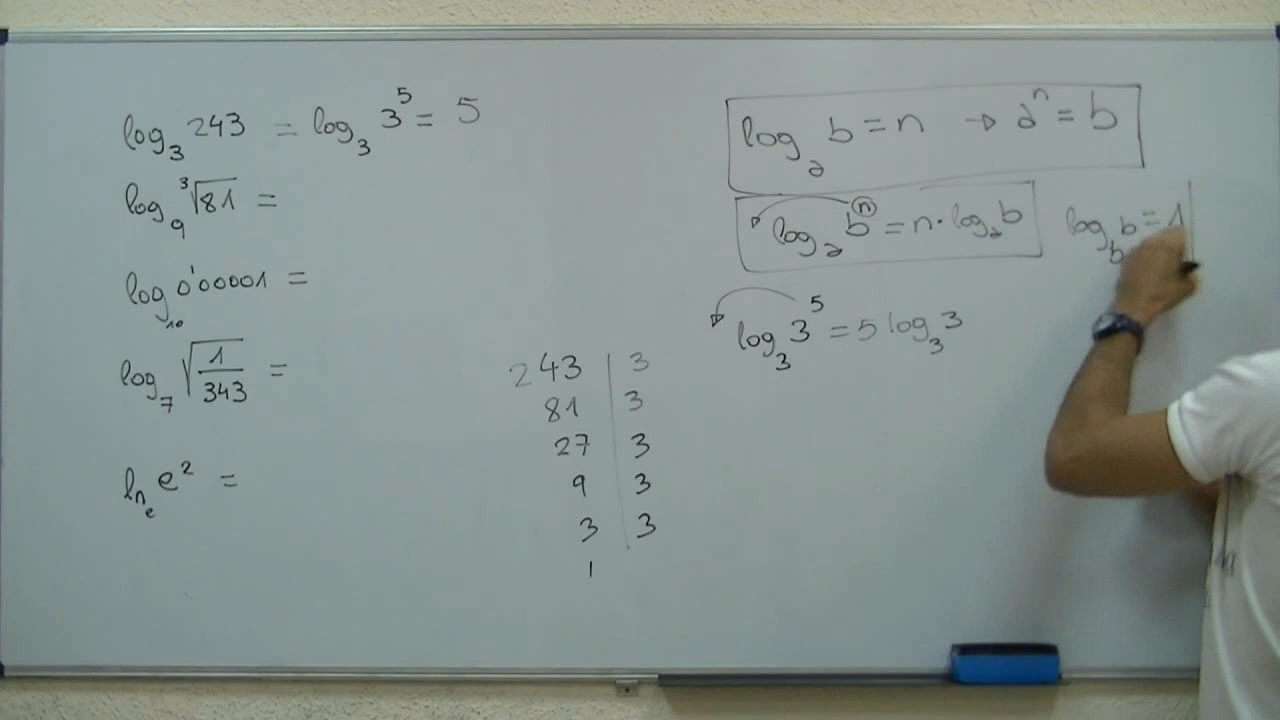 log₃ 243 = log₃ 3⁵ = 5
log₉ ³√81 =
log₁₀ 0'00001 =
log₇ √(1/343) =
lnₑ e² =
243 | 3
81 | 3
27 | 3
9 | 3
3 | 3
1
logₐ b = n → aⁿ = b
logₐ bⁿ = n · logₐ b
log_b b = 1
log₃ 3⁵ = 5 log₃ 3